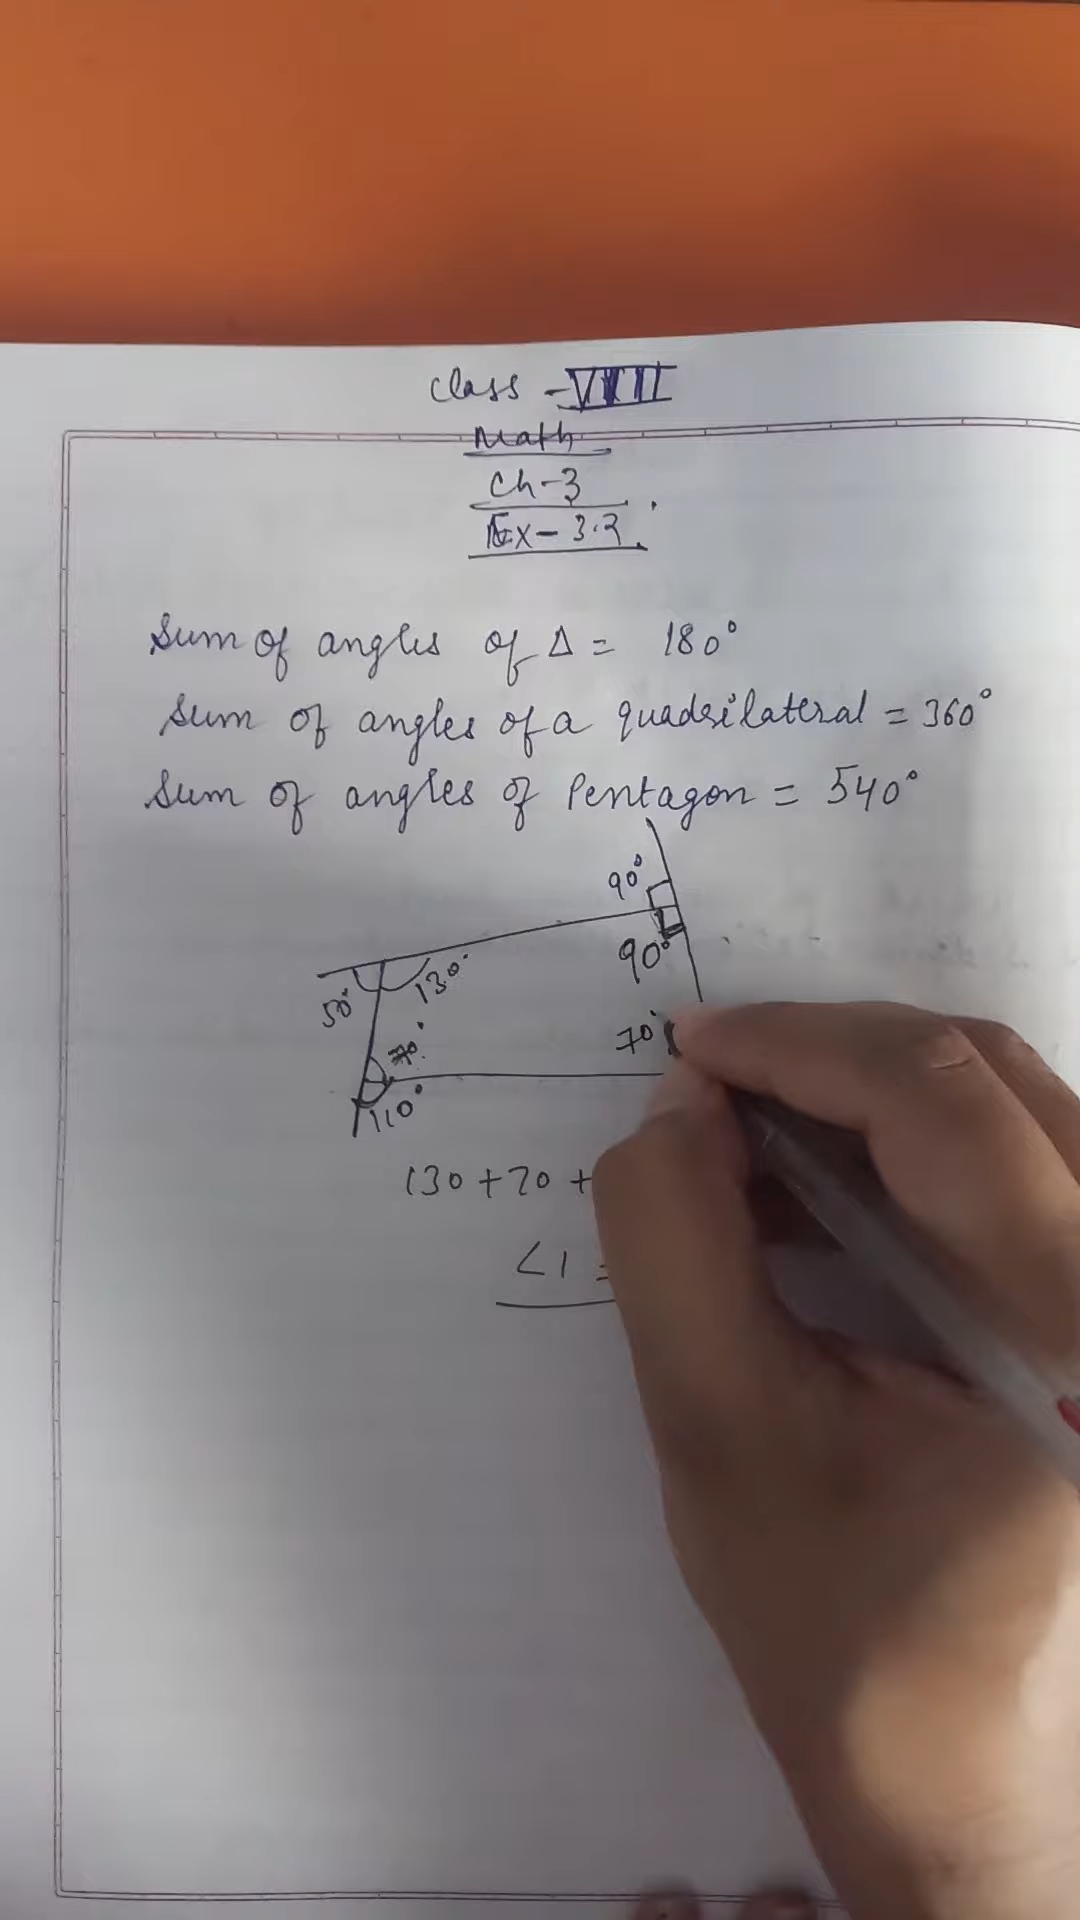 Class - VIII
Math
Ch-3
Ex - 3.2
Sum of angles of Δ = 180°
Sum of angles of a quadrilateral = 360°
Sum of angles of Pentagon = 540°
90°
90°
50° 130°
70° 70°
110°
130 + 70 +
∠1 =